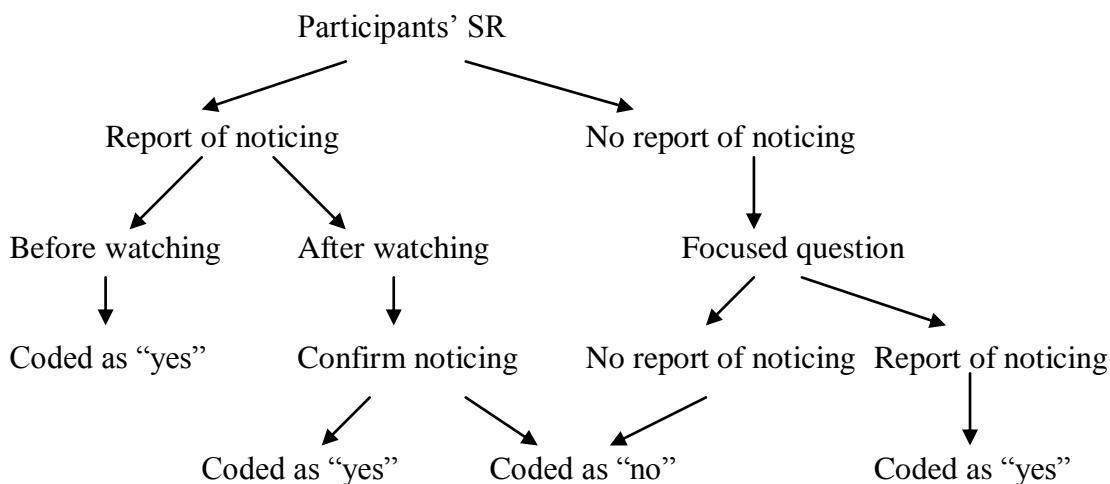 Participants’ SR
Report of noticing
No report of noticing
Before watching
After watching
Focused question
Coded as “yes”
Confirm noticing
No report of noticing
Report of noticing
Coded as “yes”
Coded as “no”
Coded as “yes”